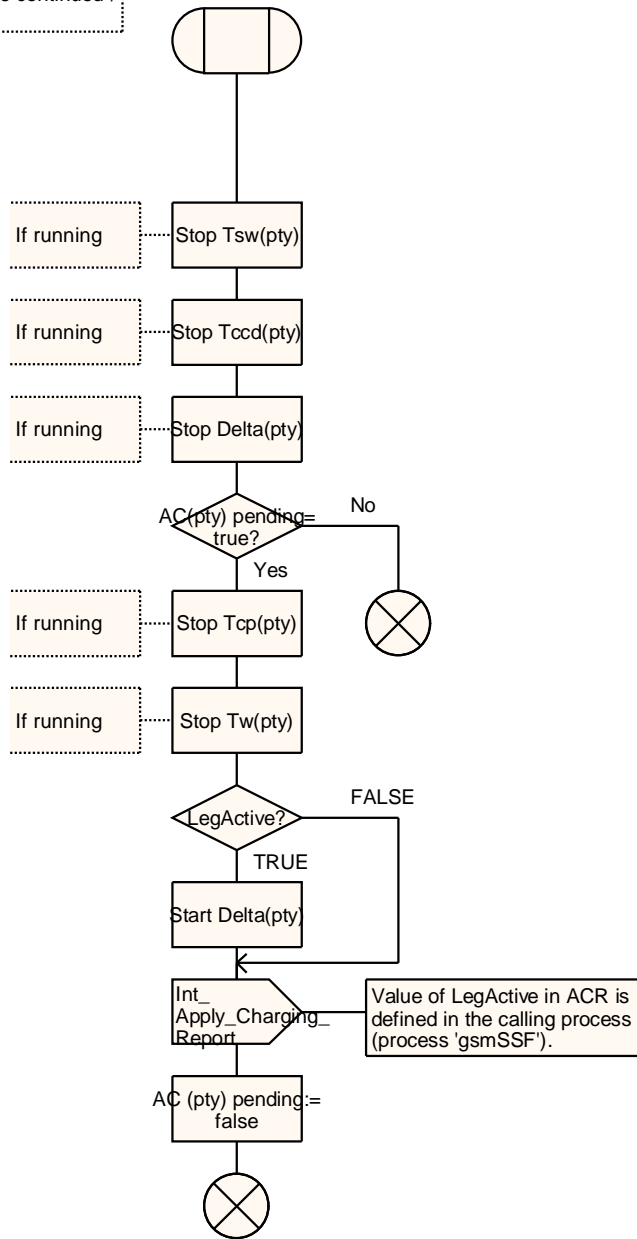 continued
If running
Stop Tsw(pty)
If running
Stop Tccd(pty)
If running
Stop Delta(pty)
AC(pty) pending=
true?
No
Yes
If running
Stop Tcp(pty)
If running
Stop Tw(pty)
LegActive?
FALSE
TRUE
Start Delta(pty)
Int_
Apply_Charging_
Report
Value of LegActive in ACR is
defined in the calling process
(process 'gsmSSF').
AC (pty) pending:=
false